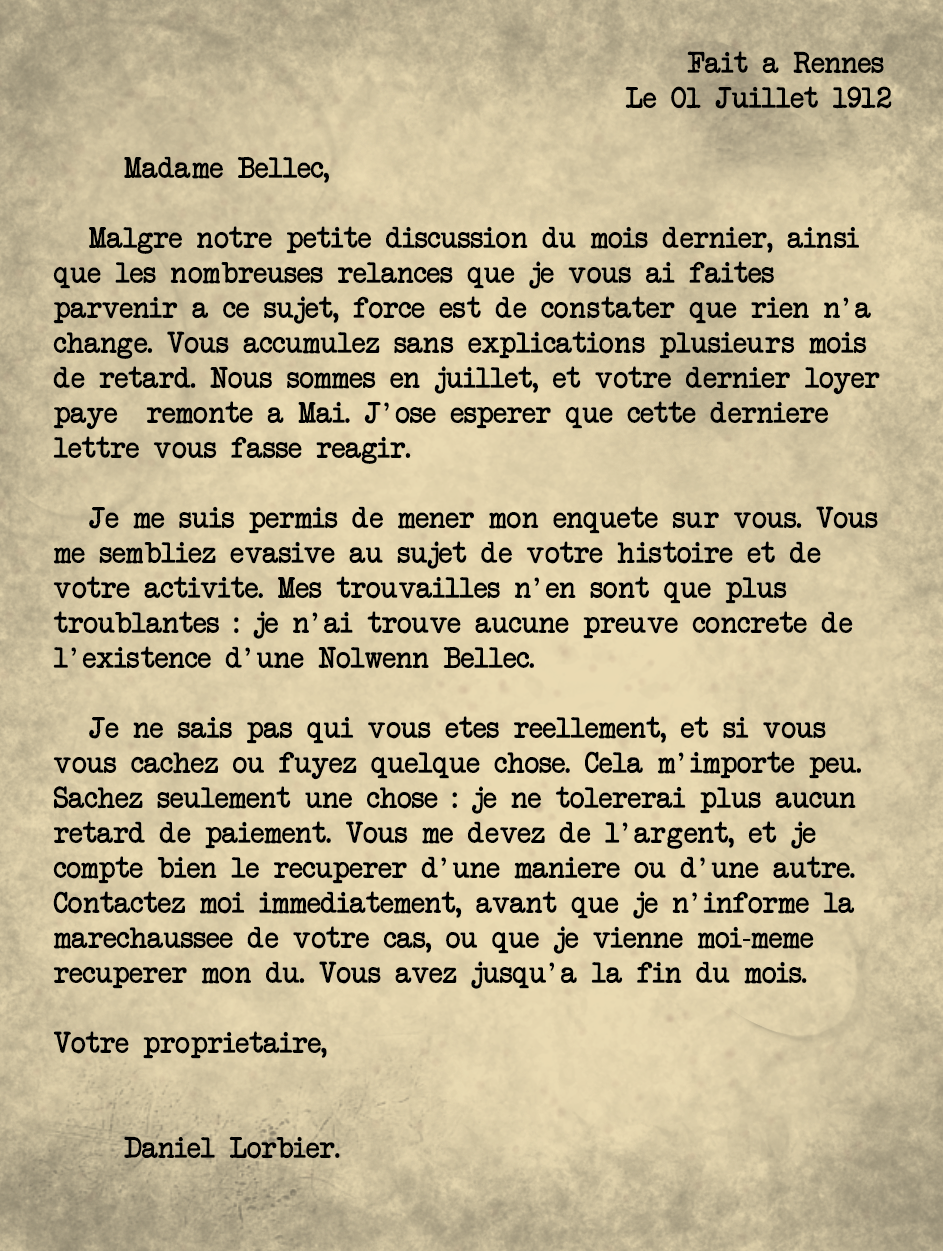 Fait a Rennes
Le 01 Juillet 1912
Madame Bellec,
Malgre notre petite discussion du mois dernier, ainsi
que les nombreuses relances que je vous ai faites
parvenir a ce sujet, force est de constater que rien n'a
change. Vous accumulez sans explications plusieurs mois
de retard. Nous sommes en juillet, et votre dernier loyer
paye  remonte a Mai. J'ose esperer que cette derniere
lettre vous fasse reagir.
Je me suis permis de mener mon enquete sur vous. Vous
me sembliez evasive au sujet de votre histoire et de
votre activite. Mes trouvailles n'en sont que plus
troublantes : je n'ai trouve aucune preuve concrete de
l'existence d'une Nolwenn Bellec.
Je ne sais pas qui vous etes reellement, et si vous
vous cachez ou fuyez quelque chose. Cela m'importe peu.
Sachez seulement une chose : je ne tolererai plus aucun
retard de paiement. Vous me devez de l'argent, et je
compte bien le recuperer d'une maniere ou d'une autre.
Contactez moi immediatement, avant que je n'informe la
marechaussee de votre cas, ou que je vienne moi-meme
recuperer mon du. Vous avez jusqu'a la fin du mois.
Votre proprietaire,
Daniel Lorbier.